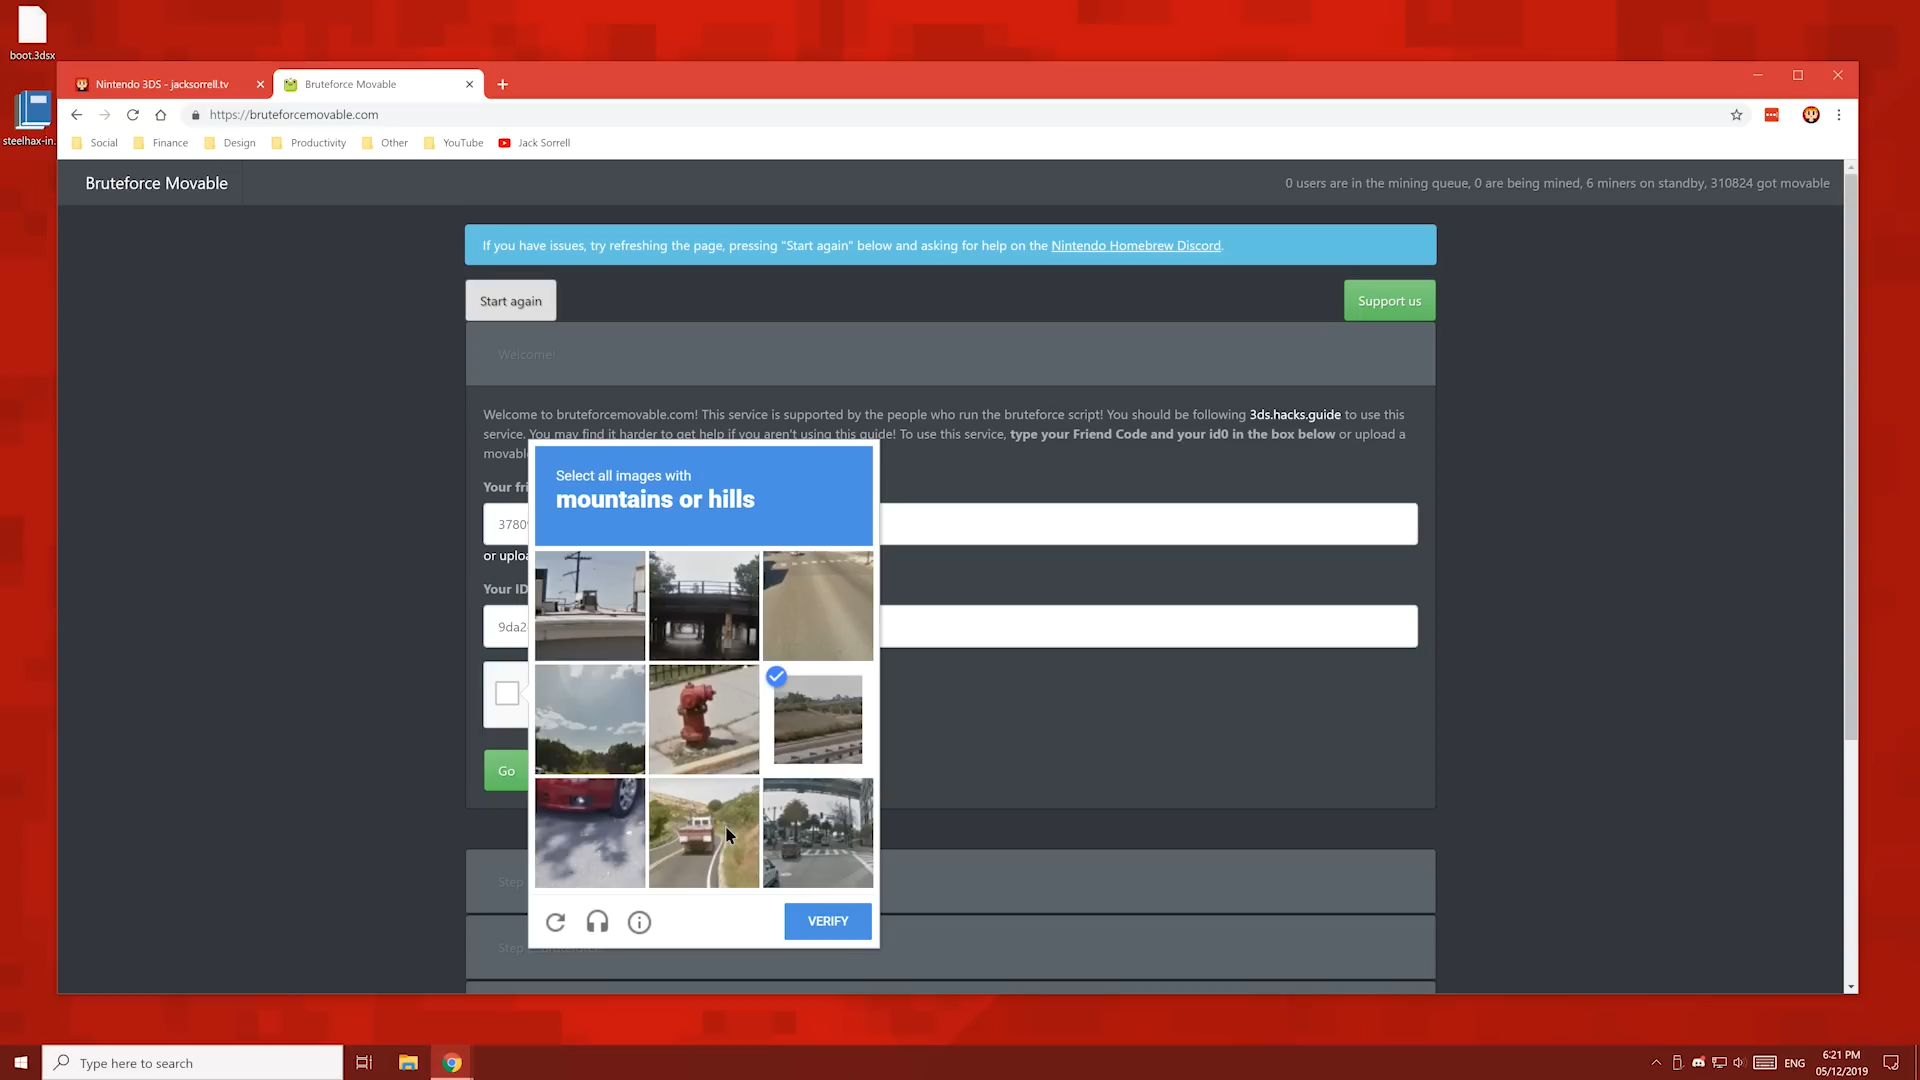 boot.3dsx
steelhax-in...
Nintendo 3DS - jacksorrell.tv
Bruteforce Movable
https://bruteforcemovable.com
Social
Finance
Design
Productivity
Other
YouTube
Jack Sorrell
Bruteforce Movable
0 users are in the mining queue, 0 are being mined, 6 miners on standby, 310824 got movable
If you have issues, try refreshing the page, pressing "Start again" below and asking for help on the Nintendo Homebrew Discord.
Start again
Support us
Welcome!
Welcome to bruteforcemovable.com! This service is supported by the people who run the bruteforce script! You should be following 3ds.hacks.guide to use this
service. You may find it harder to get help if you aren't using this guide! To use this service, type your Friend Code and your id0 in the box below or upload a
movabl
Your fri
3780
or uploa
Your ID
9da2
Go
Select all images with
mountains or hills
VERIFY
Step
Step
Type here to search
ENG
6:21 PM
05/12/2019